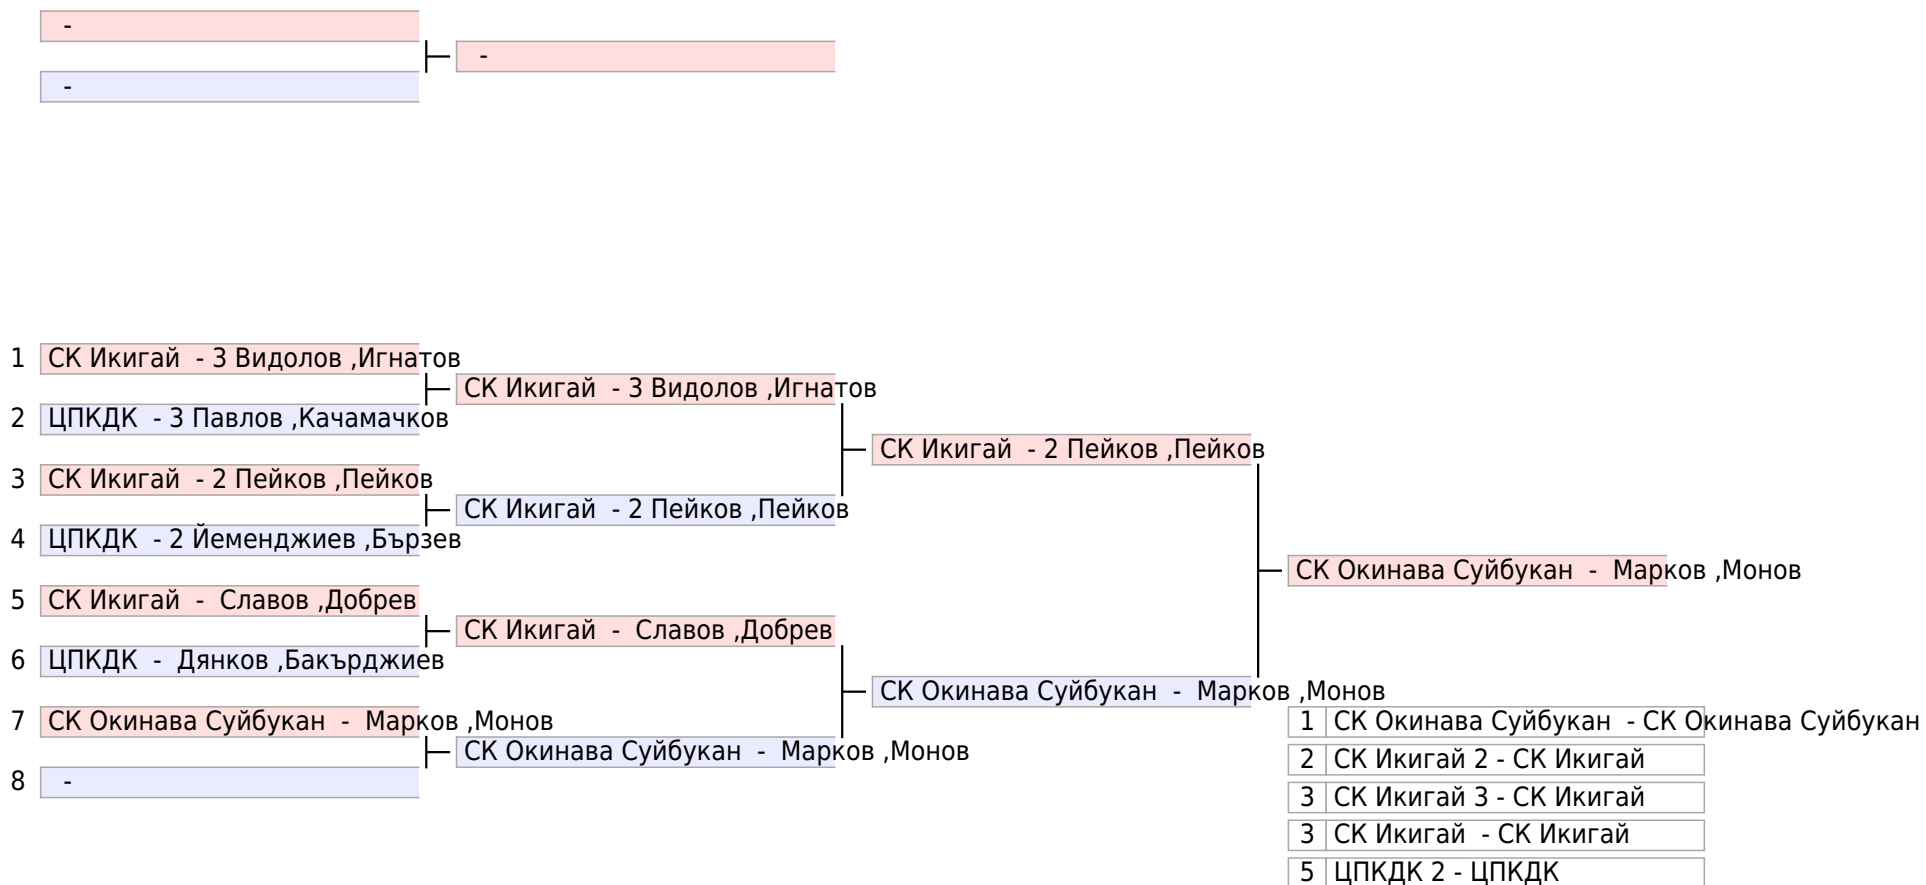 -
-
-
1 СК Икигай - 3 Видолов ,Игнатов
СК Икигай - 3 Видолов ,Игнатов
2 ЦПКДК - 3 Павлов ,Качамачков
СК Икигай - 2 Пейков ,Пейков
3 СК Икигай - 2 Пейков ,Пейков
СК Икигай - 2 Пейков ,Пейков
4 ЦПКДК - 2 Йеменджиев ,Бързев
СК Окинава Суйбукан - Марков ,Монов
5 СК Икигай - Славов ,Добрев
СК Икигай - Славов ,Добрев
6 ЦПКДК - Дянков ,Бакърджиев
СК Окинава Суйбукан - Марков ,Монов
7 СК Окинава Суйбукан - Марков ,Монов
СК Окинава Суйбукан - Марков ,Монов
8 -
1 СК Окинава Суйбукан - СК Окинава Суйбукан
2 СК Икигай 2 - СК Икигай
3 СК Икигай 3 - СК Икигай
3 СК Икигай - СК Икигай
5 ЦПКДК 2 - ЦПКДК